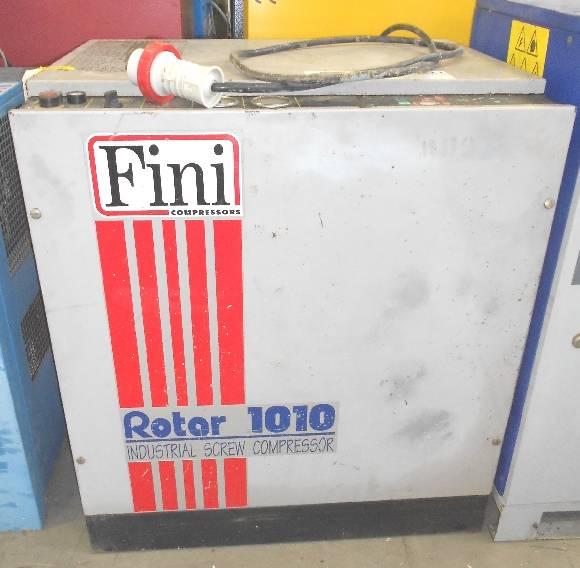 Fini
COMPRESSORS
Rotar 1010
INDUSTRIAL SCREW COMPRESSOR